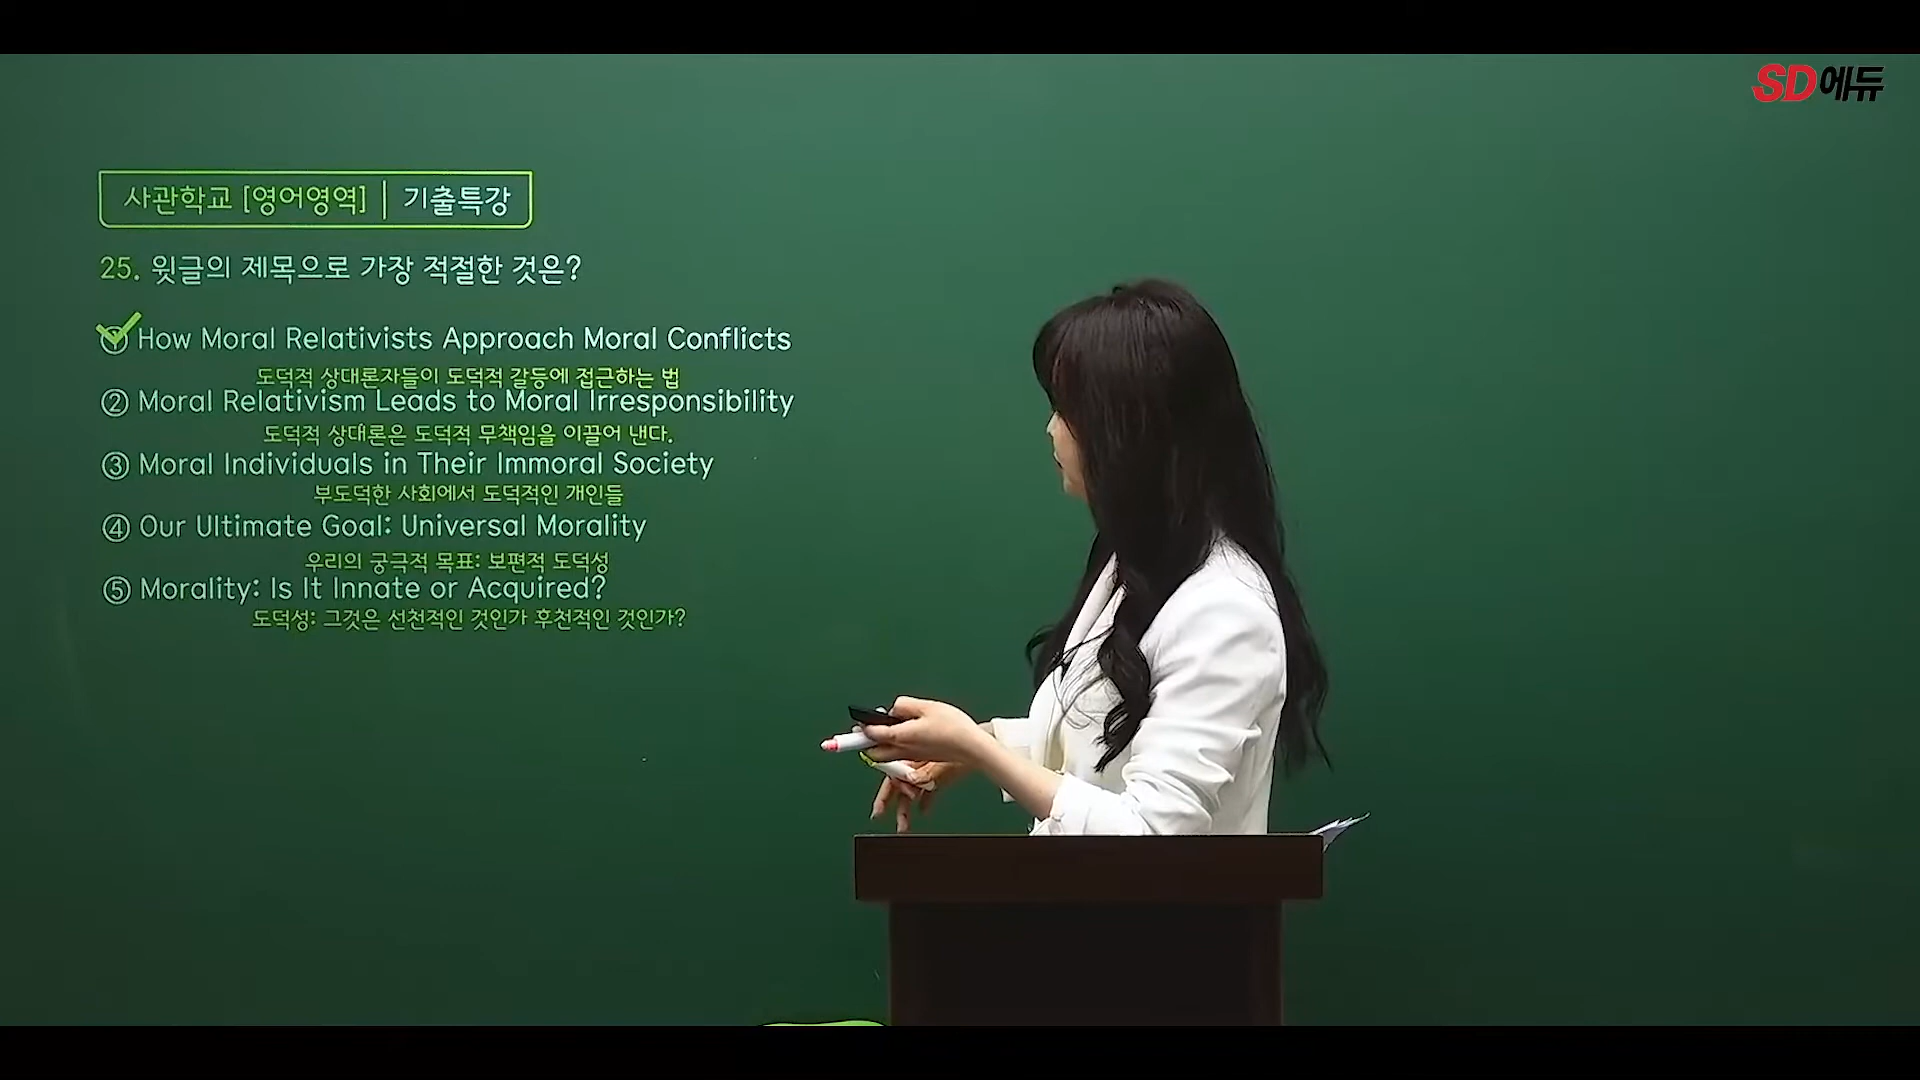 SD에듀
사관학교 [영어영역] | 기출특강
25. 윗글의 제목으로 가장 적절한 것은?
① How Moral Relativists Approach Moral Conflicts
도덕적 상대론자들이 도덕적 갈등에 접근하는 법
② Moral Relativism Leads to Moral Irresponsibility
도덕적 상대론은 도덕적 무책임을 이끌어 낸다.
③ Moral Individuals in Their Immoral Society
부도덕한 사회에서 도덕적인 개인들
④ Our Ultimate Goal: Universal Morality
우리의 궁극적 목표: 보편적 도덕성
⑤ Morality: Is It Innate or Acquired?
도덕성: 그것은 선천적인 것인가 후천적인 것인가?